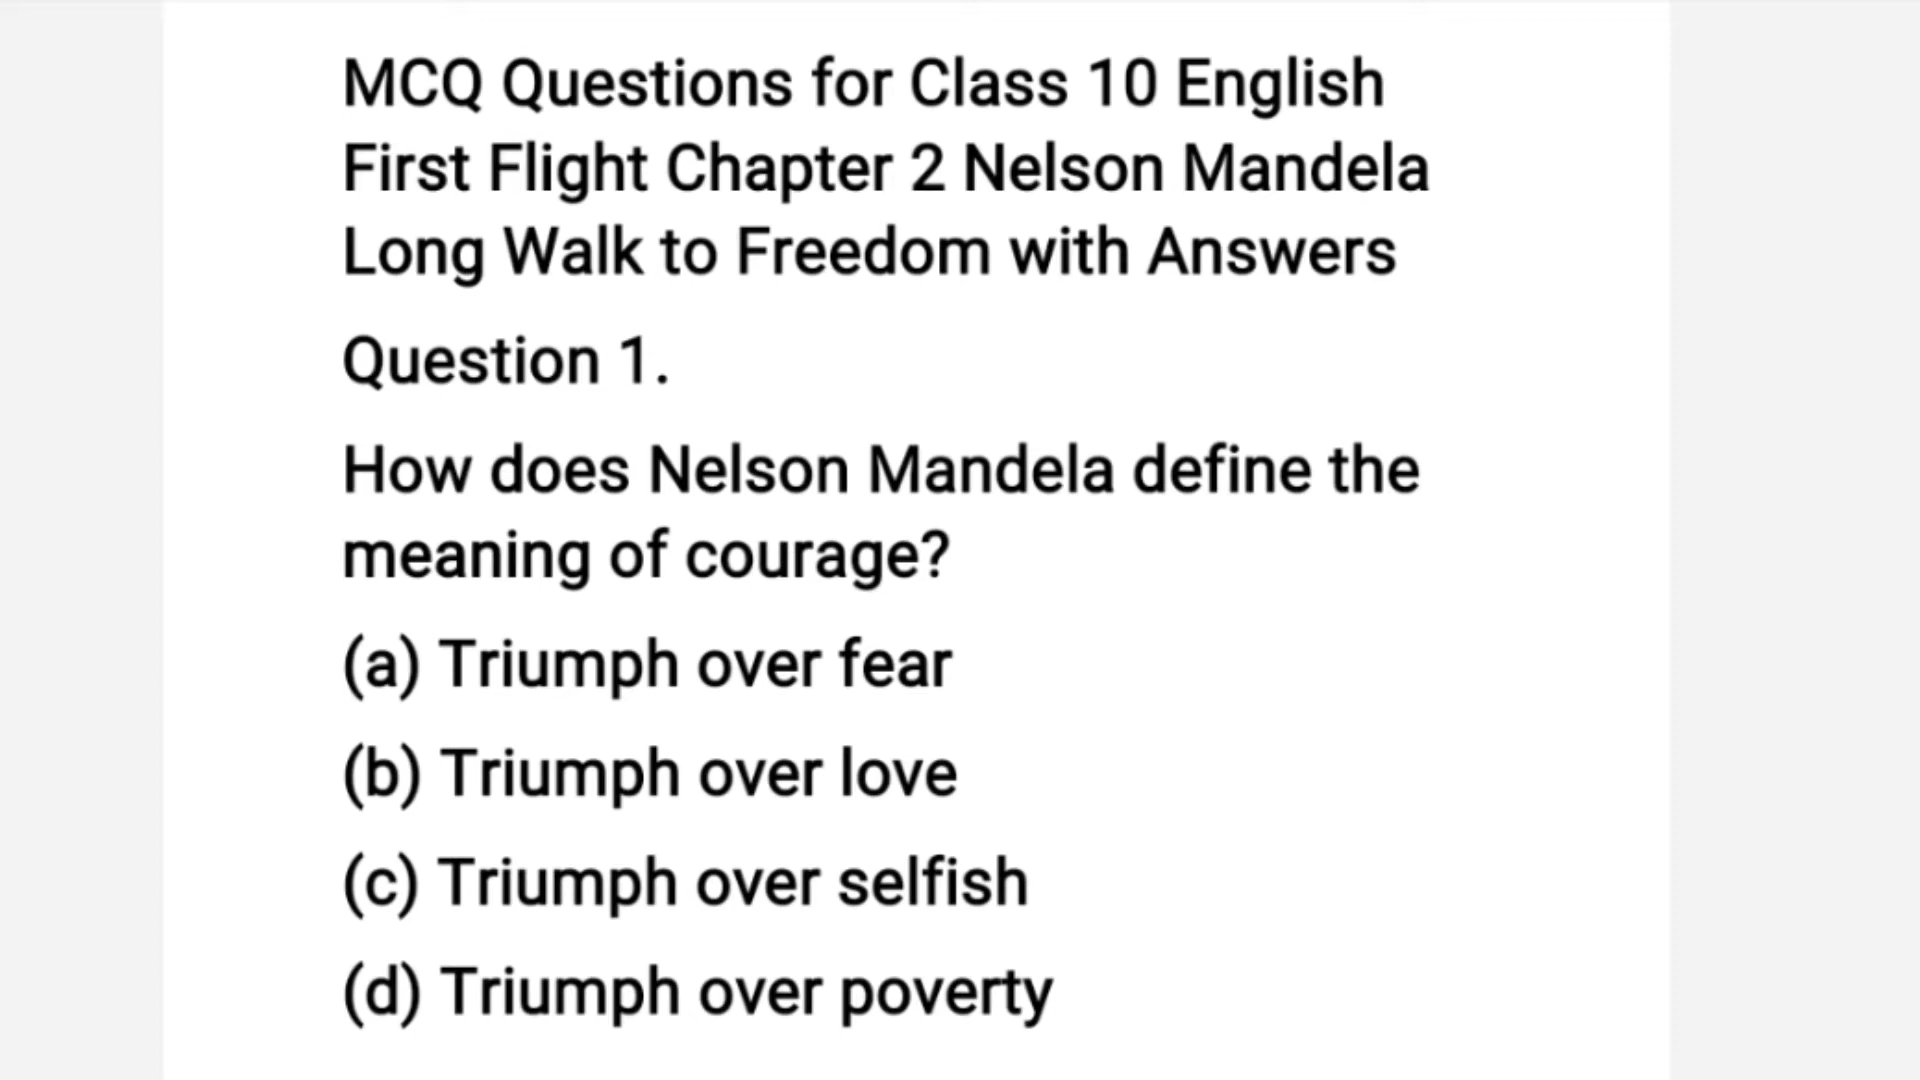 MCQ Questions for Class 10 English
First Flight Chapter 2 Nelson Mandela
Long Walk to Freedom with Answers
Question 1.
How does Nelson Mandela define the
meaning of courage?
(a) Triumph over fear
(b) Triumph over love
(c) Triumph over selfish
(d) Triumph over poverty